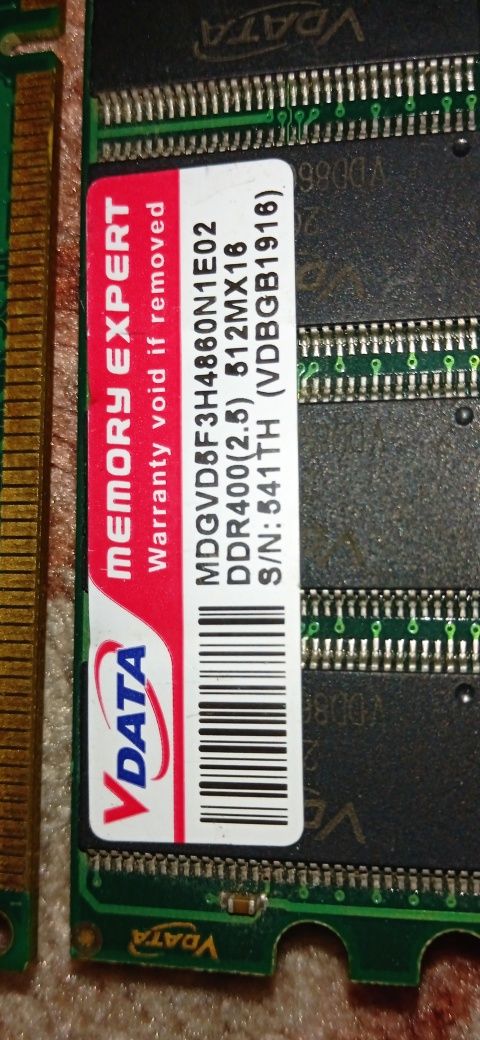 VDATA
MEMORY EXPERT
Warranty void if removed
MDGVD5F3H4860N1E02
DDR400(2.5) 512MX16
S/N:541TH (VDBGB1916)
VDATA
VDATA